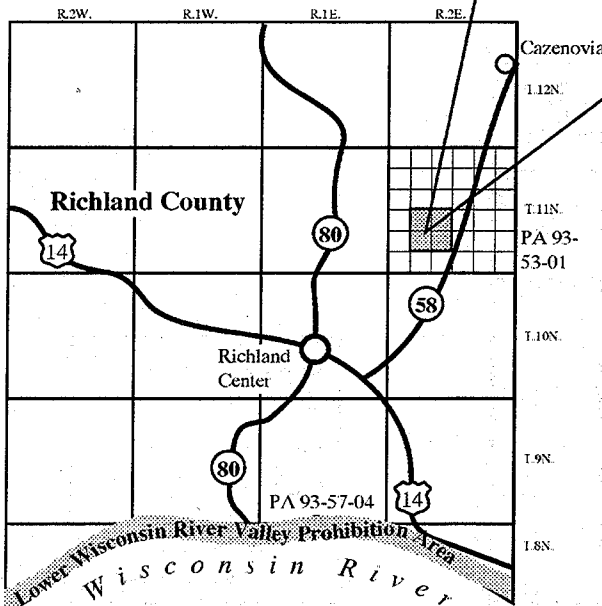 R.2W. R.1W. R.1E. R.2E.
Cazenovia
T.12N.
Richland County
T.11N.
14
80
PA 93-
53-01
58
T.10N.
Richland
Center
T.9N.
80
PA 93-57-04
14
Lower Wisconsin River Valley Prohibition Area
T.8N.
Wisconsin River